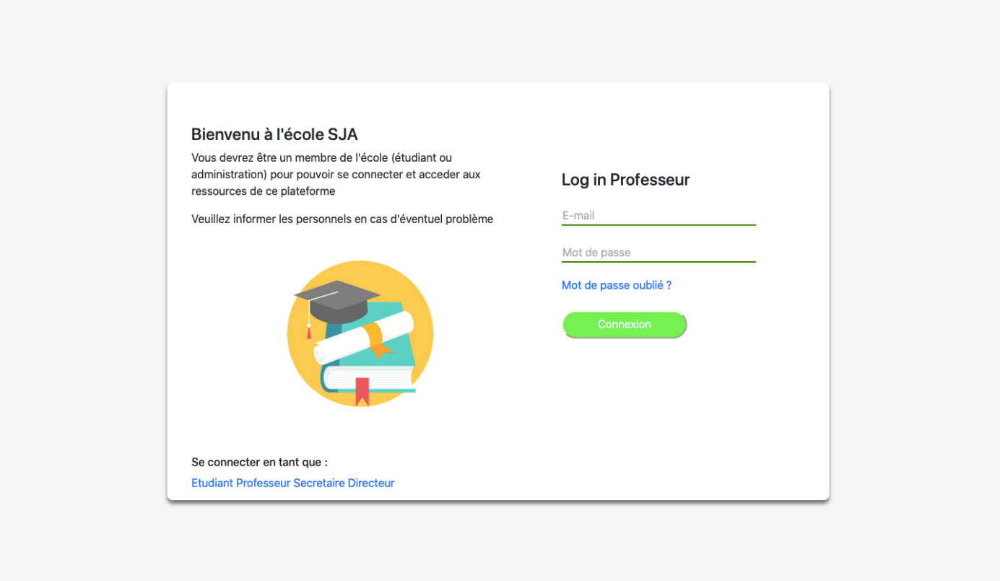 Bienvenu à l'école SJA
Vous devrez être un membre de l'école (étudiant ou
administration) pour pouvoir se connecter et acceder aux
ressources de ce plateforme
Veuillez informer les personnels en cas d'éventuel problème
Se connecter en tant que :
Etudiant Professeur Secretaire Directeur
Log in Professeur
E-mail
Mot de passe
Mot de passe oublié ?
Connexion